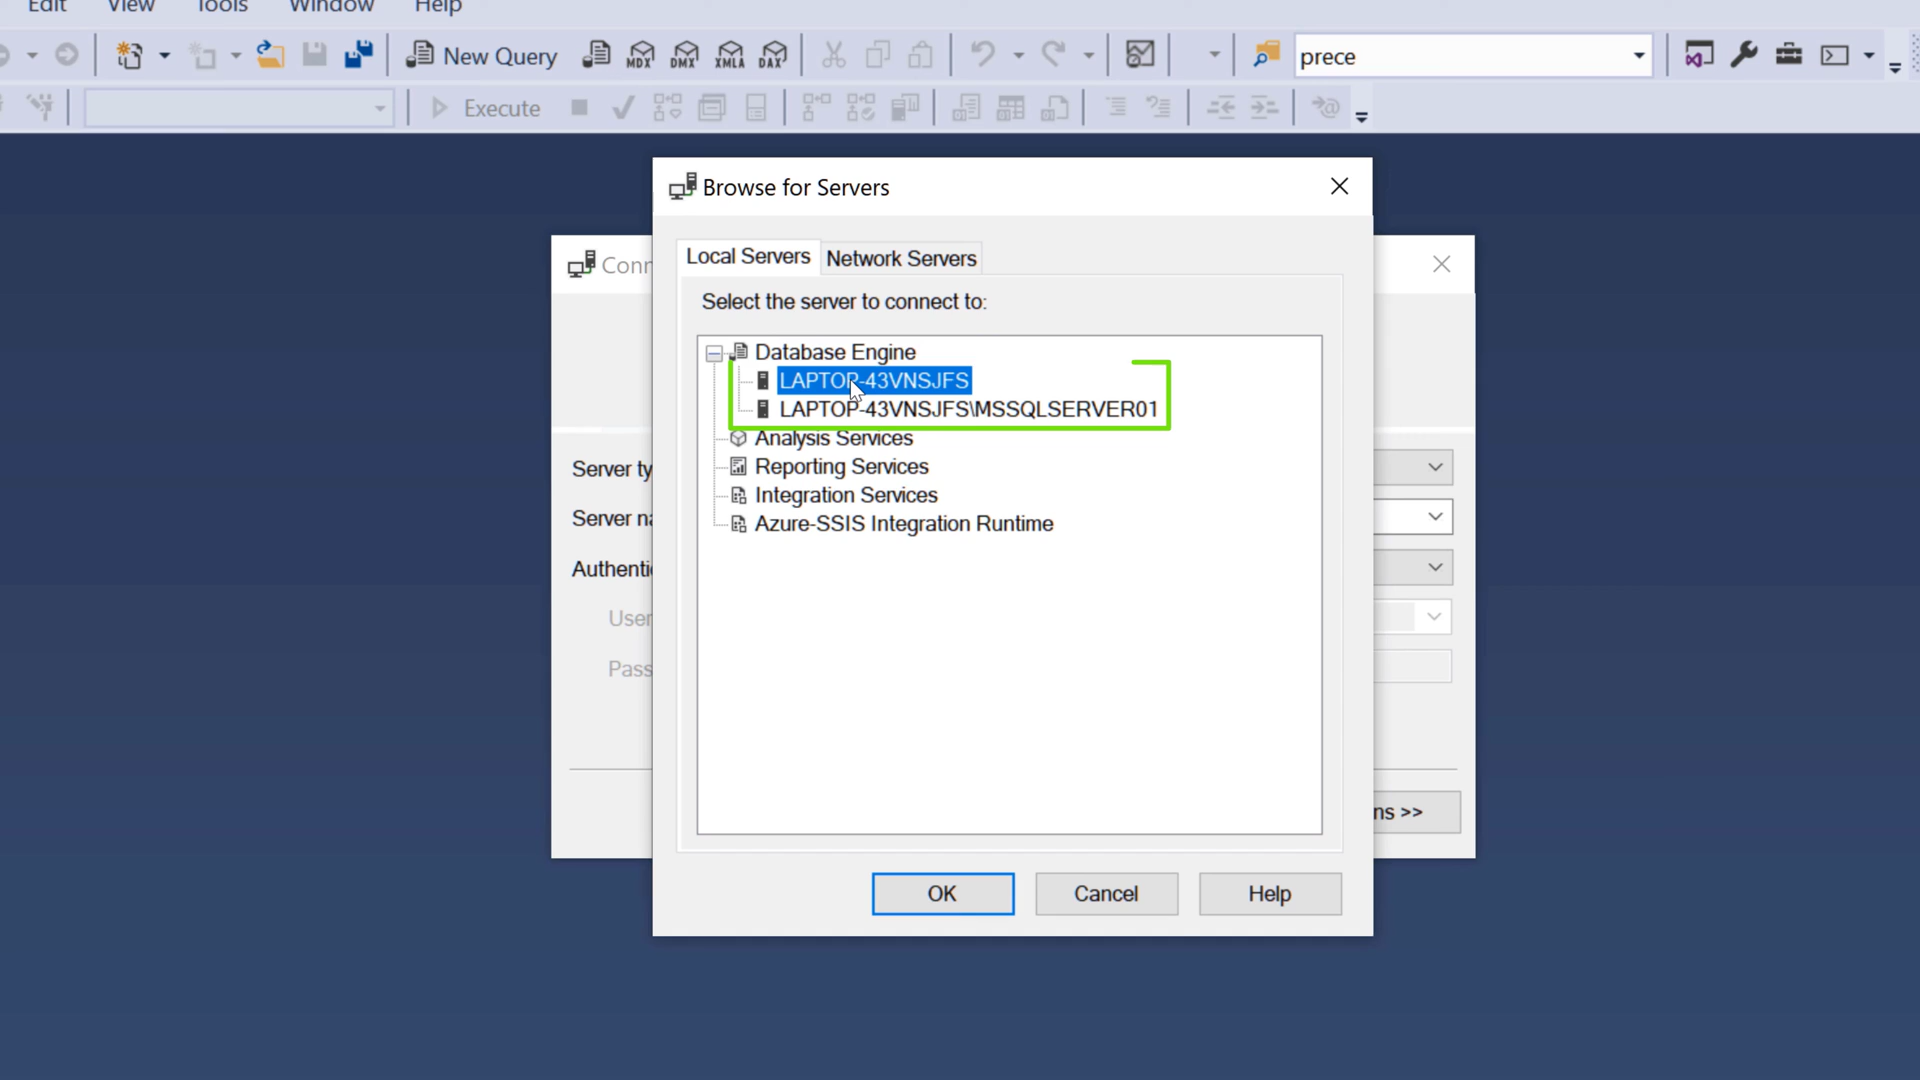 Edit View Tools Window Help
New Query MDX DMX XMLA DAX prece
Execute
Browse for Servers
Conn
Local Servers Network Servers
Select the server to connect to:
Database Engine
LAPTOP-43VNSJFS
LAPTOP-43VNSJFS\MSSQLSERVER01
Analysis Services
Reporting Services
Integration Services
Azure-SSIS Integration Runtime
Server ty
Server na
Authenti
User
Pass
ns >>
OK Cancel Help